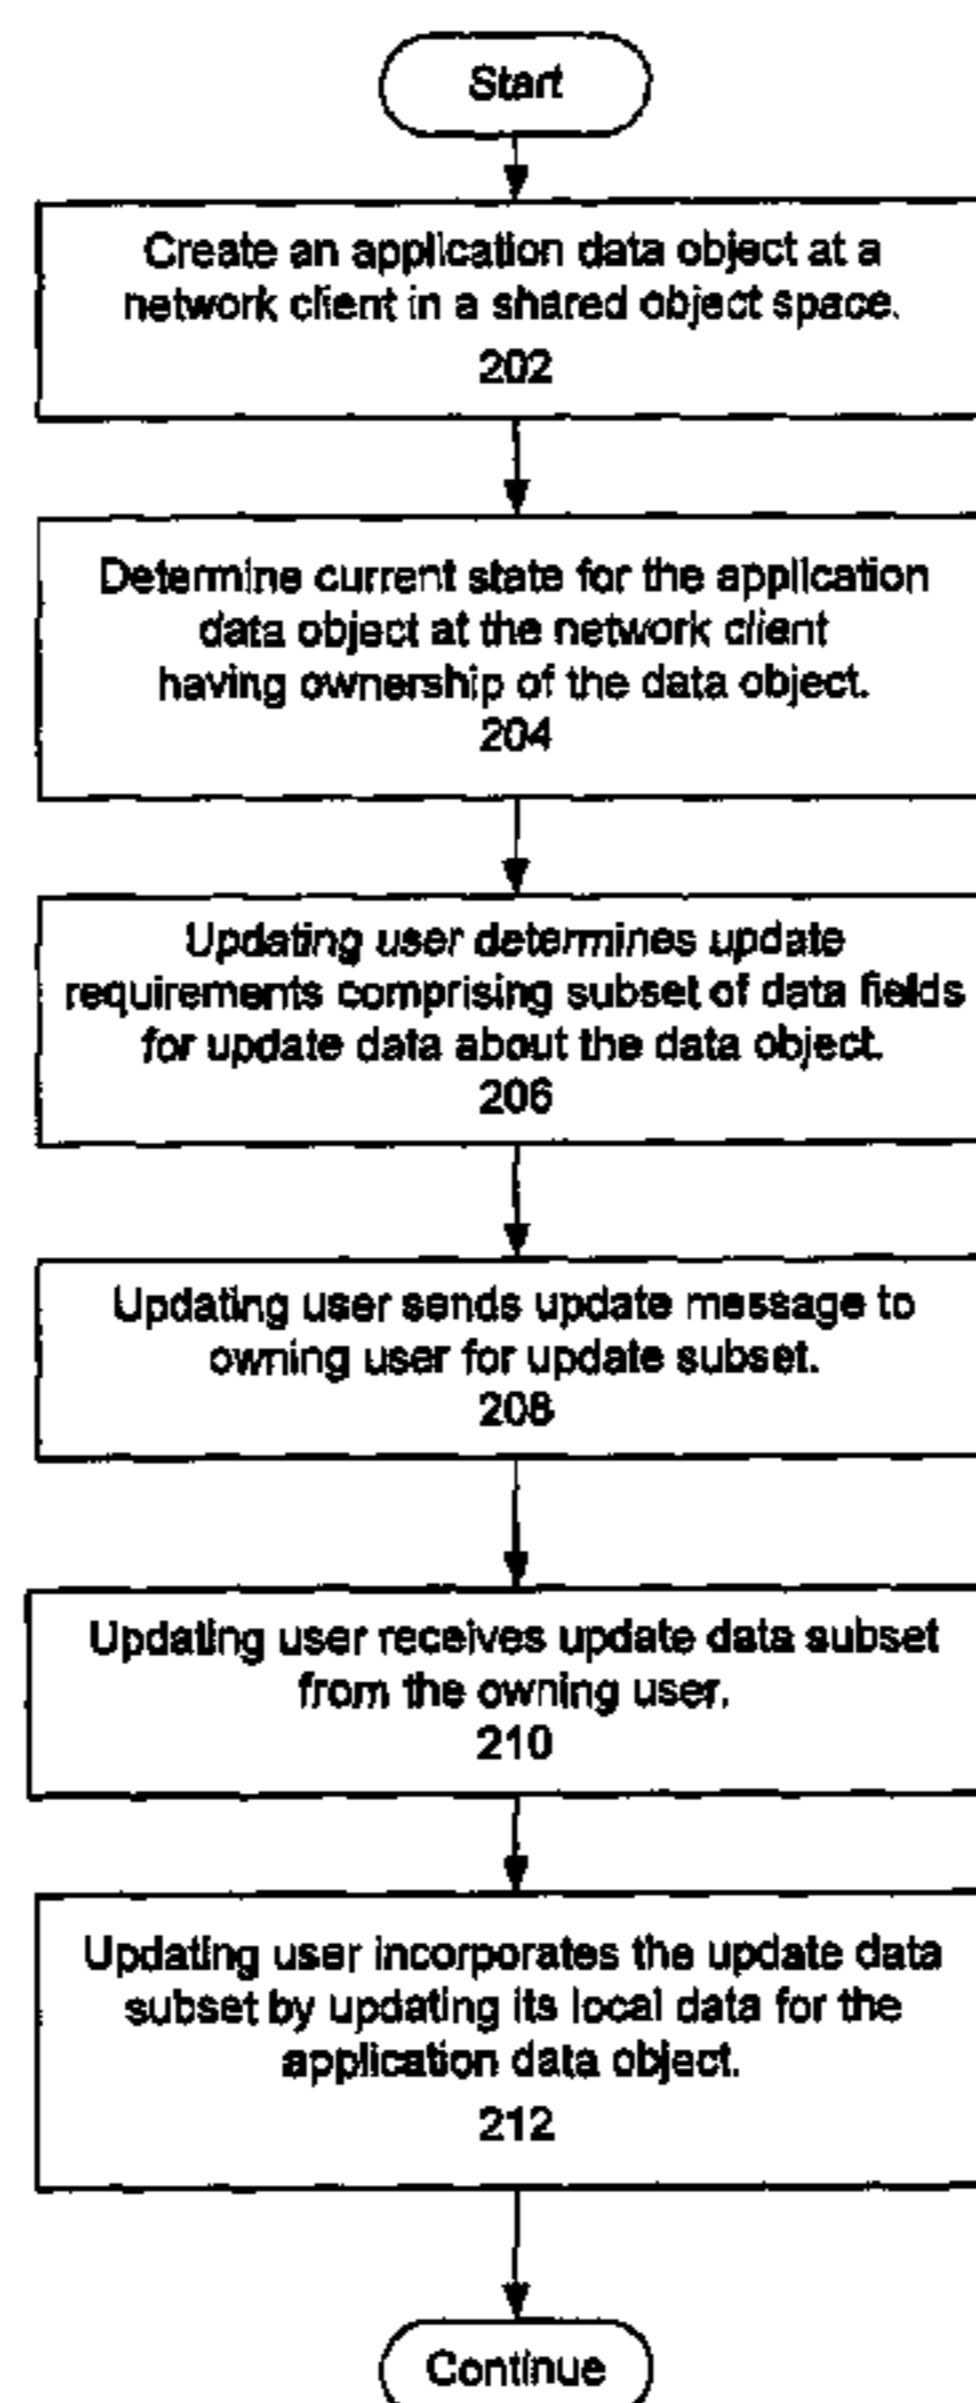 Start
Create an application data object at a
network client in a shared object space.
202
Determine current state for the application
data object at the network client
having ownership of the data object.
204
Updating user determines update
requirements comprising subset of data fields
for update data about the data object.
206
Updating user sends update message to
owning user for update subset.
208
Updating user receives update data subset
from the owning user.
210
Updating user incorporates the update data
subset by updating its local data for the
application data object.
212
Continue